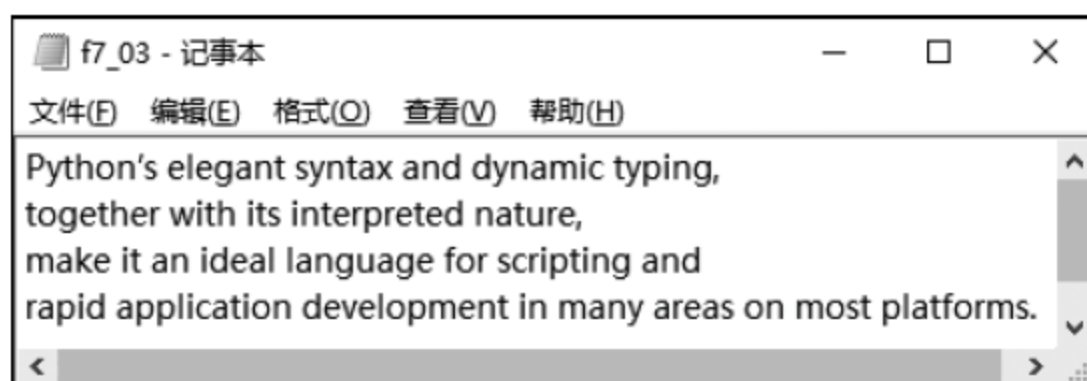 f7_03 - 记事本
文件(F) 编辑(E) 格式(O) 查看(V) 帮助(H)
Python's elegant syntax and dynamic typing,
together with its interpreted nature,
make it an ideal language for scripting and
rapid application development in many areas on most platforms.